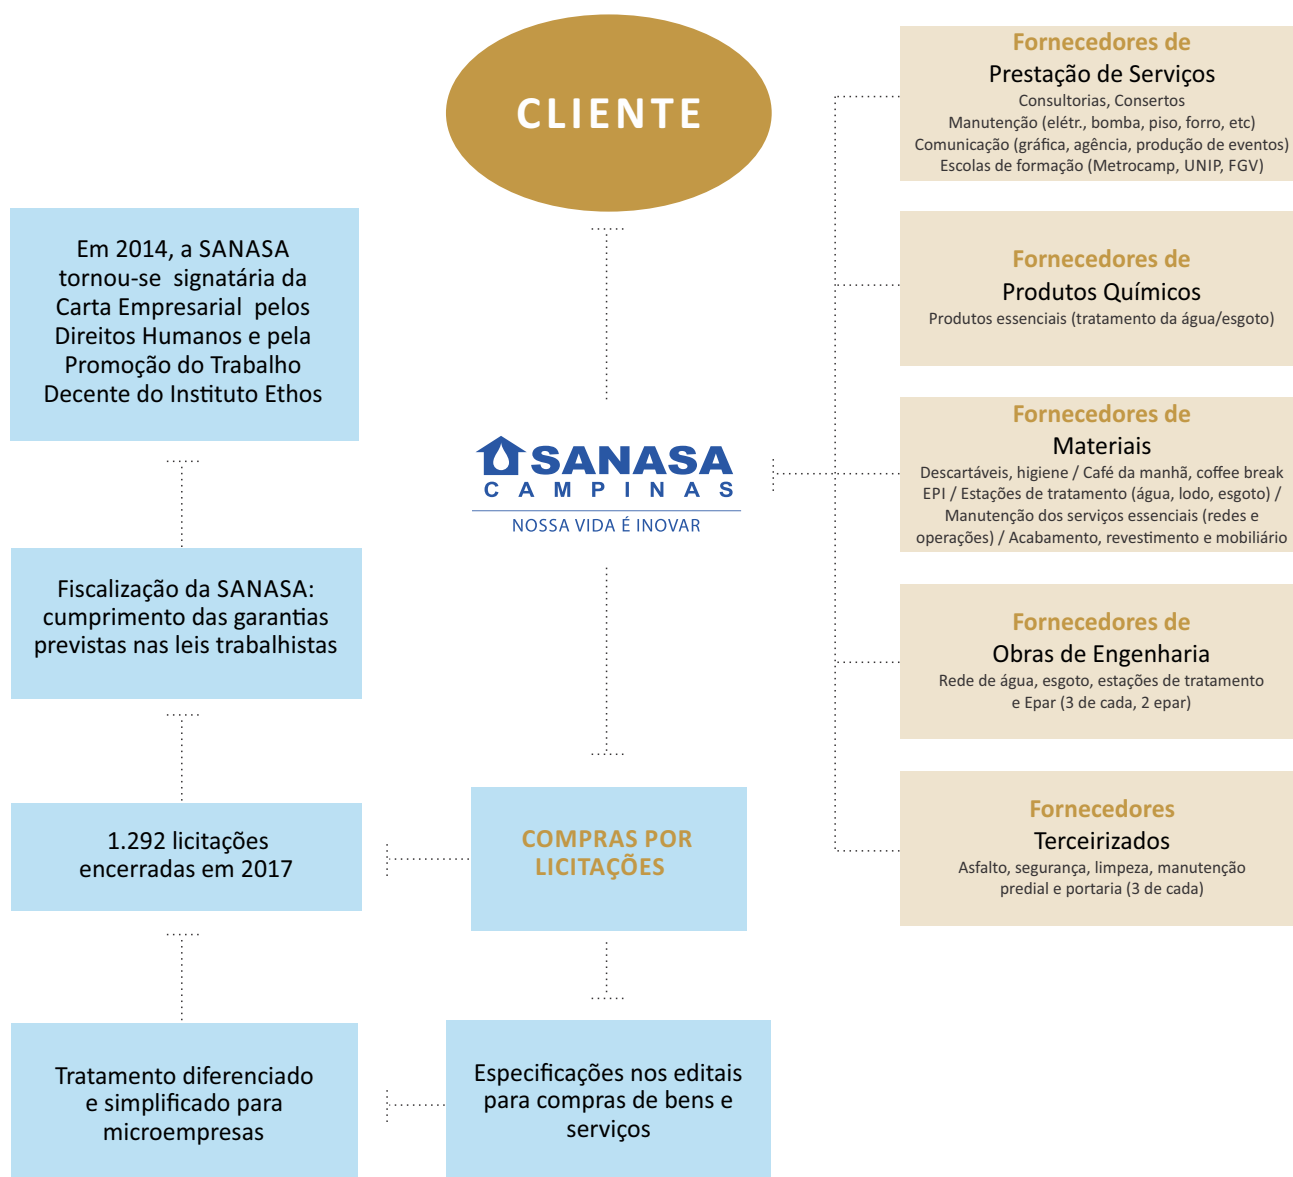 CLIENTE
Fornecedores de
Prestação de Serviços
Consultorias, Consertos
Manutenção (elétr., bomba, piso, forro, etc)
Comunicação (gráfica, agência, produção de eventos)
Escolas de formação (Metrocamp, UNIP, FGV)
Fornecedores de
Produtos Químicos
Produtos essenciais (tratamento da água/esgoto)
Fornecedores de
Materiais
Descartáveis, higiene / Café da manhã, coffee break
EPI / Estações de tratamento (água, lodo, esgoto) /
Manutenção dos serviços essenciais (redes e
operações) / Acabamento, revestimento e mobiliário
Fornecedores de
Obras de Engenharia
Rede de água, esgoto, estações de tratamento
e Epar (3 de cada, 2 epar)
Fornecedores
Terceirizados
Asfalto, segurança, limpeza, manutenção
predial e portaria (3 de cada)
SANASA
CAMPINAS
NOSSA VIDA É INOVAR
Em 2014, a SANASA
tornou-se signatária da
Carta Empresarial pelos
Direitos Humanos e pela
Promoção do Trabalho
Decente do Instituto Ethos
Fiscalização da SANASA:
cumprimento das garantias
previstas nas leis trabalhistas
1.292 licitações
encerradas em 2017
COMPRAS POR
LICITAÇÕES
Tratamento diferenciado
e simplificado para
microempresas
Especificações nos editais
para compras de bens e
serviços